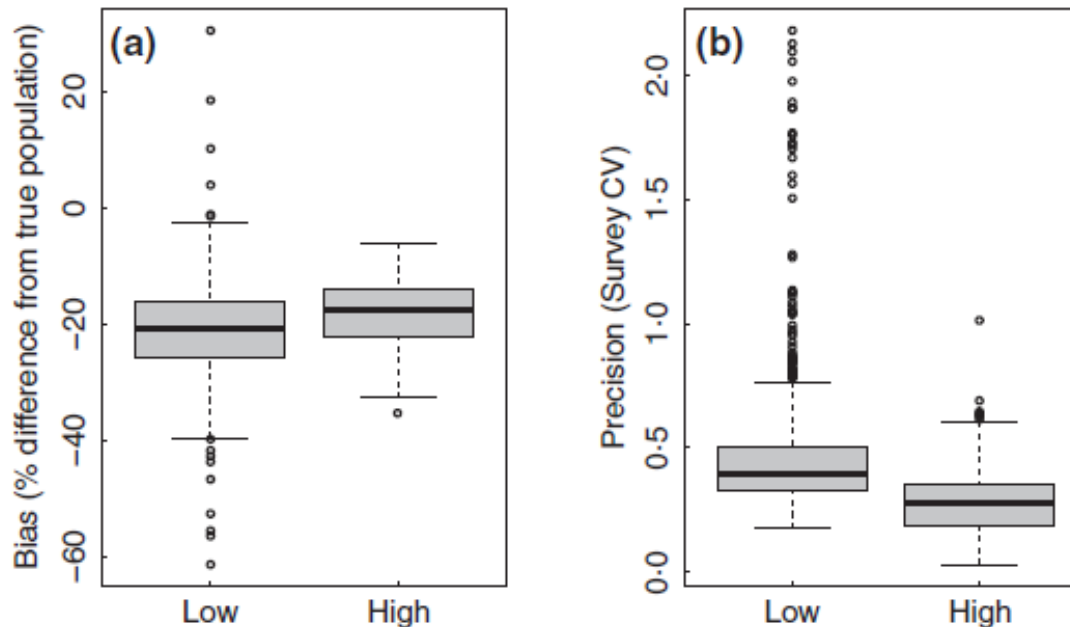 (a)
Bias (% difference from true population)
20
0
−20
−40
−60
Low High
(b)
Precision (Survey CV)
2·0
1·5
1·0
0·5
0·0
Low High